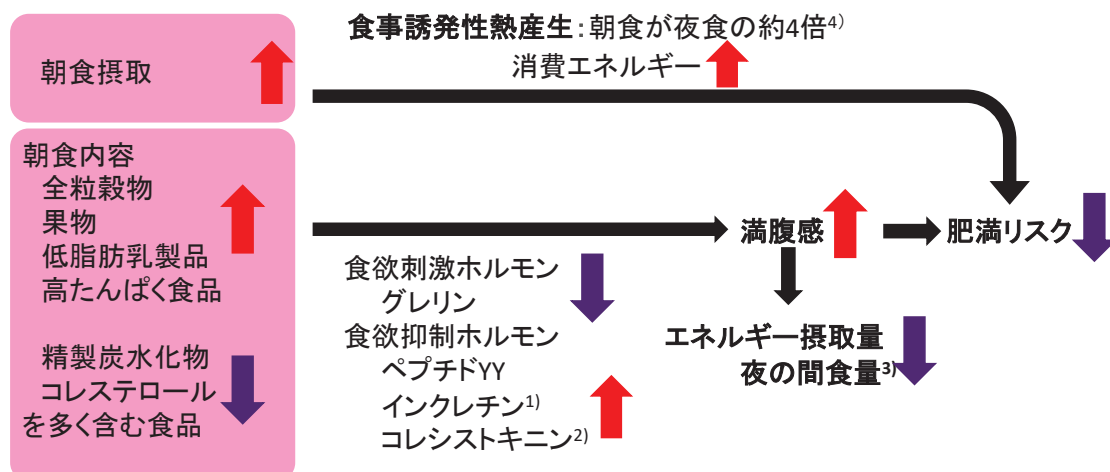 食事誘発性熱産生：朝食が夜食の約4倍4)
消費エネルギー
朝食摂取
朝食内容
全粒穀物
果物
低脂肪乳製品
高たんぱく食品
精製炭水化物
コレステロール
を多く含む食品
満腹感
肥満リスク
食欲刺激ホルモン
グレリン
食欲抑制ホルモン
ペプチドYY
インクレチン1)
コレシストキニン2)
エネルギー摂取量
夜の間食量3)